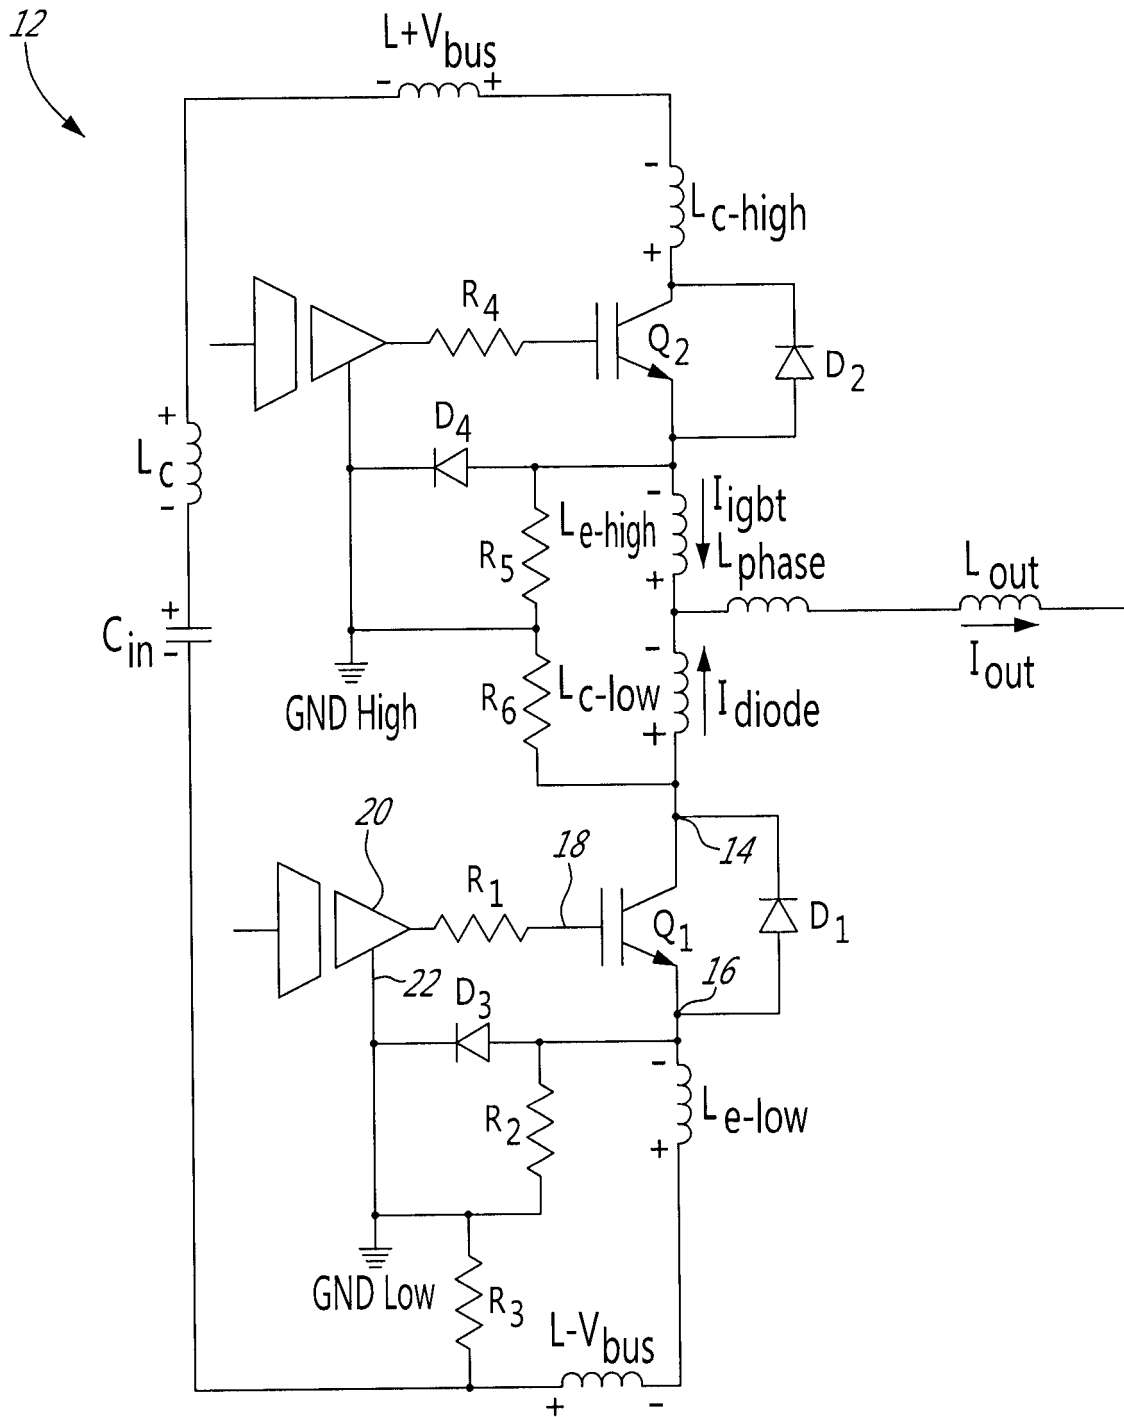 12
L+Vbus
- +
-
Lc-high
+
R4
Q2
D2
+
Lc
-
D4
-
Iigbt
Le-high
R5
Lphase
+
Lout
+
Cin
-
Iout
GND High
-
Lc-low
R6
Idiode
+
20
18
14
R1
Q1
D1
22
16
D3
-
R2
Le-low
+
GND Low
R3
L-Vbus
+ -